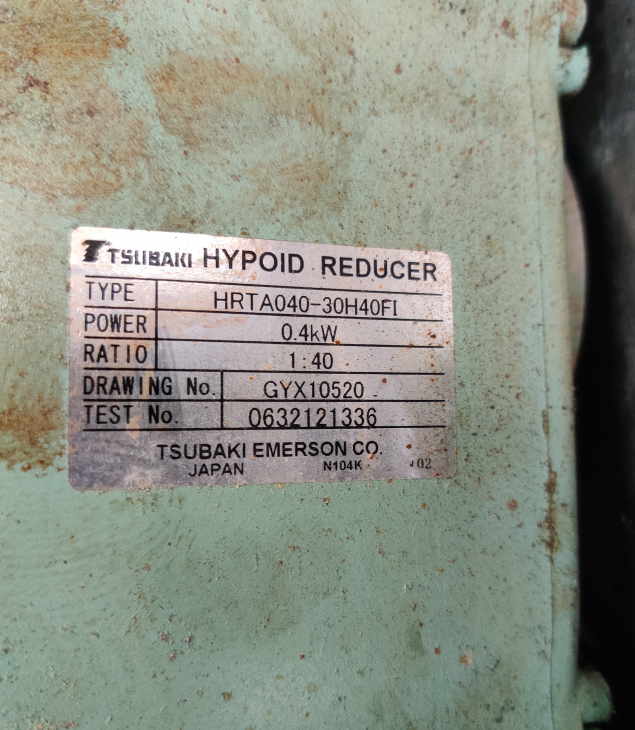 TSUBAKI HYPOID REDUCER
TYPE HRTA040-30H40FI
POWER 0.4kW
RATIO 1:40
DRAWING No. GYX10520
TEST No. 0632121336
TSUBAKI EMERSON CO.
JAPAN N104K 02